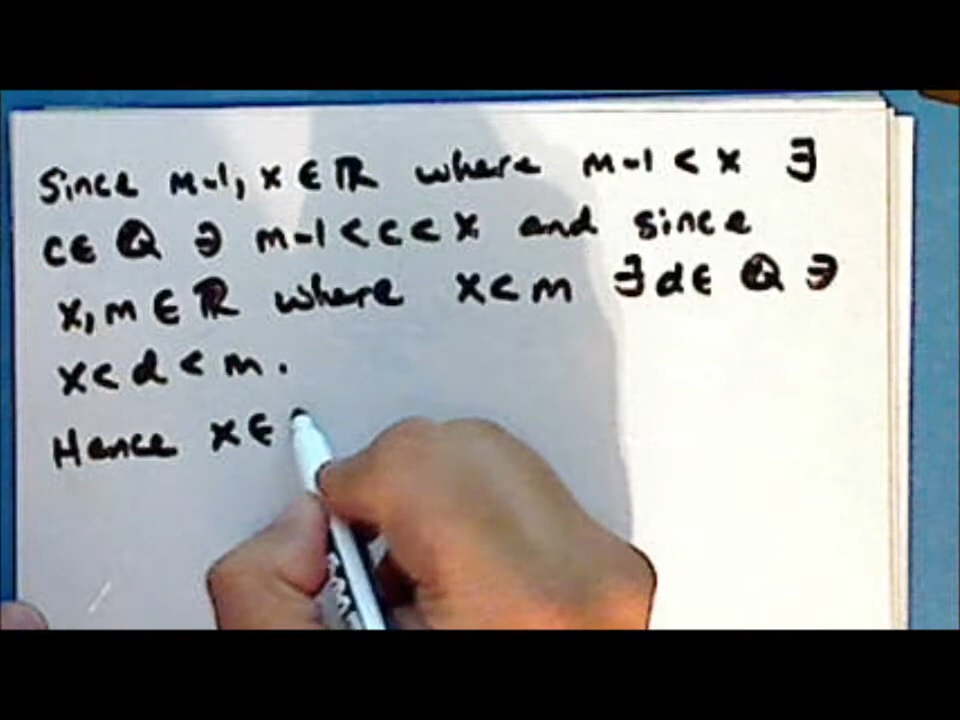 Since m-1, x ∈ ℝ where m-1 < x ∃
c ∈ ℚ ∋ m-1 < c < x and since
x, m ∈ ℝ where x < m ∃ d ∈ ℚ ∋
x < d < m.
Hence x ∈